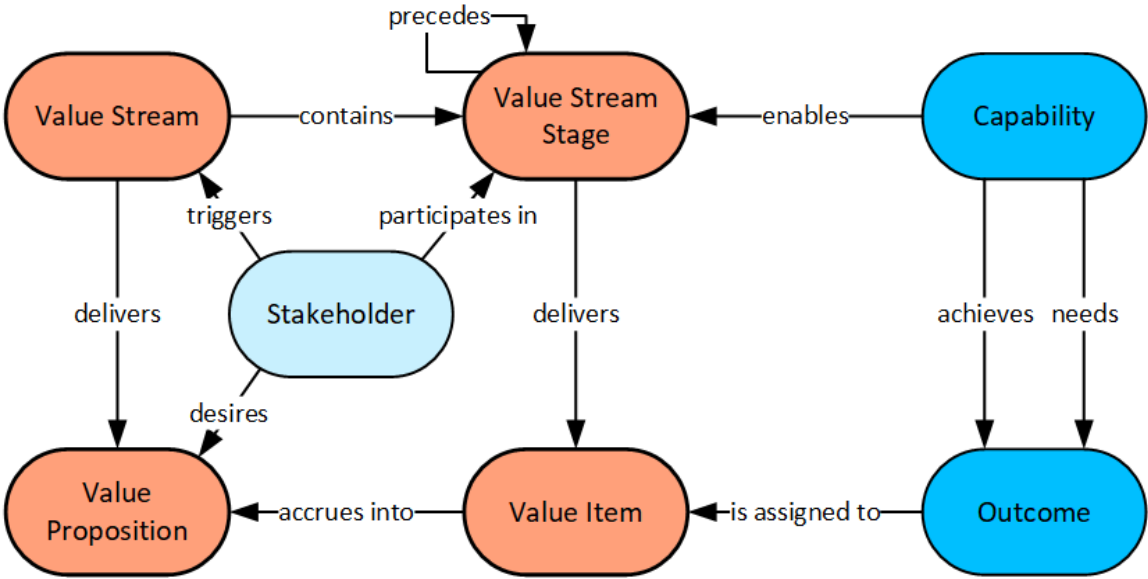 precedes
Value Stream
contains
Value Stream
Stage
enables
Capability
triggers
participates in
delivers
Stakeholder
delivers
achieves
needs
desires
Value
Proposition
accrues into
Value Item
is assigned to
Outcome